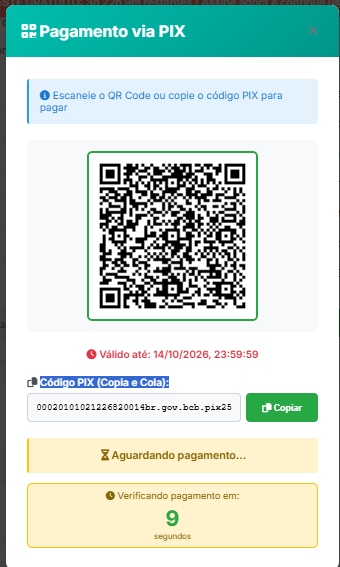 Pagamento via PIX
Escaneie o QR Code ou copie o código PIX para
pagar
Válido até: 14/10/2026, 23:59:59
Código PIX (Copia e Cola):
00020101021226820014br.gov.bcb.pix25
Copiar
Aguardando pagamento...
Verificando pagamento em:
9
segundos